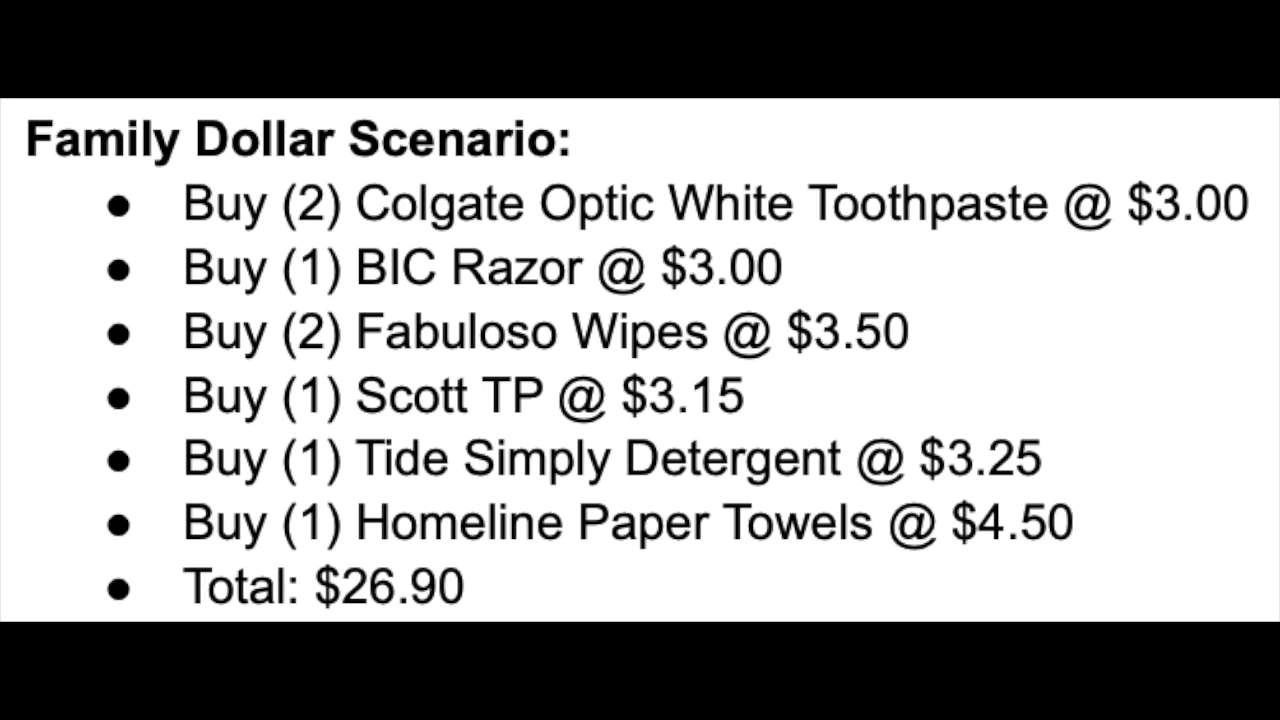 Family Dollar Scenario:
● Buy (2) Colgate Optic White Toothpaste @ $3.00
● Buy (1) BIC Razor @ $3.00
● Buy (2) Fabuloso Wipes @ $3.50
● Buy (1) Scott TP @ $3.15
● Buy (1) Tide Simply Detergent @ $3.25
● Buy (1) Homeline Paper Towels @ $4.50
● Total: $26.90